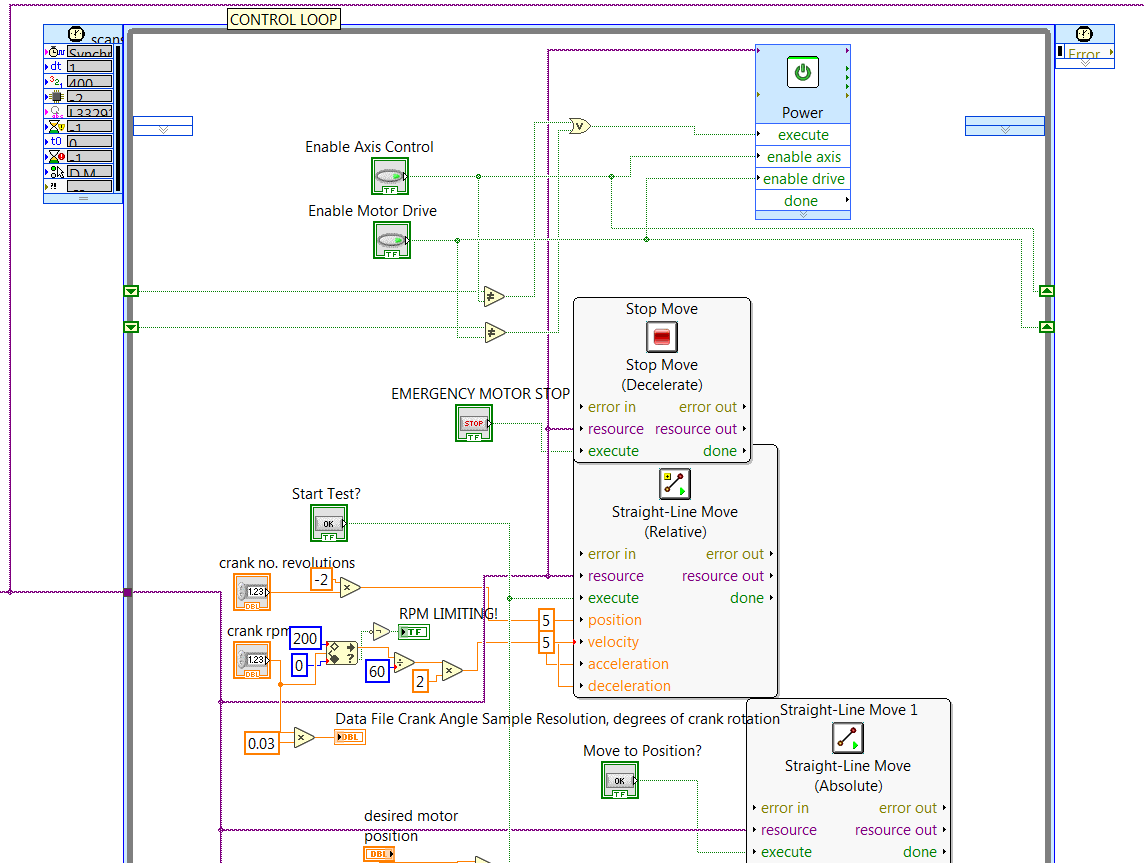 CONTROL LOOP
Synchr
dt 1
400
-2
L3329
-1
t0 0
-1
D M
?!
Error
Power
execute
enable axis
enable drive
done
V
Enable Axis Control
TF
Enable Motor Drive
TF
≠
≠
Stop Move
Stop Move
(Decelerate)
error in error out
resource resource out
execute done
EMERGENCY MOTOR STOP
STOP
TF
Straight-Line Move
(Relative)
error in error out
resource resource out
execute done
position
velocity
acceleration
deceleration
Start Test?
OK
TF
crank no. revolutions
1.23
DBL
-2
×
RPM LIMITING!
TF
crank rpm
1.23
DBL
200
0
?
60
÷
2
×
5
5
Data File Crank Angle Sample Resolution, degrees of crank rotation
0.03
×
DBL
Straight-Line Move 1
Straight-Line Move
(Absolute)
error in error out
resource resource out
execute done
Move to Position?
OK
TF
desired motor
position
DBL